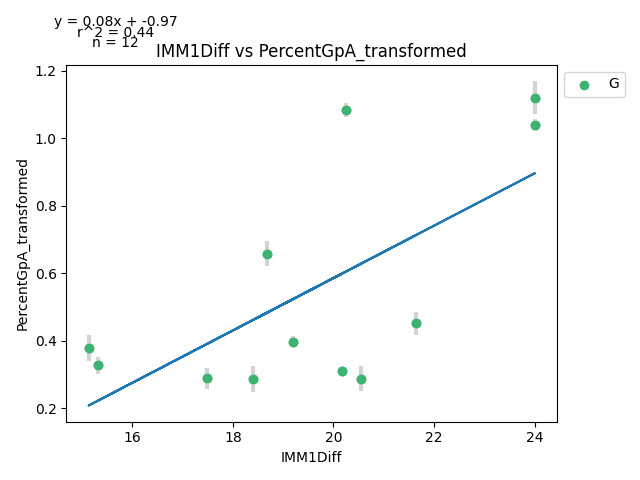 y = 0.08x + -0.97
r^2 = 0.44
n = 12
IMM1Diff vs PercentGpA_transformed
G
1.2
1.0
0.8
0.6
0.4
0.2
PercentGpA_transformed
16 18 20 22 24
IMM1Diff